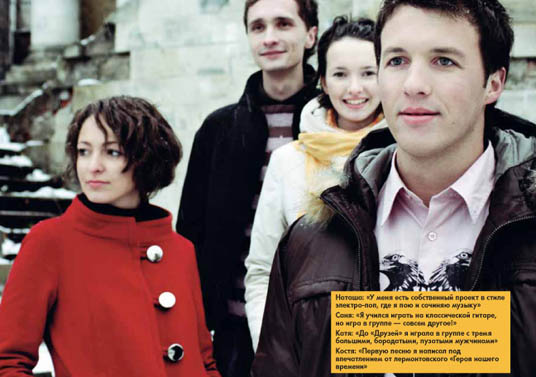 Наташа: «У меня есть собственный проект в стиле
электро-поп, где я пою и сочиняю музыку»
Саня: «Я учился играть на классической гитаре,
но игра в группе — совсем другое!»
Катя: «До «Друзей» я играла в группе с тремя
большими, бородатыми, пузатыми мужчинами»
Костя: «Первую песню я написал под
впечатлением от лермонтовского «Героя нашего
времени»